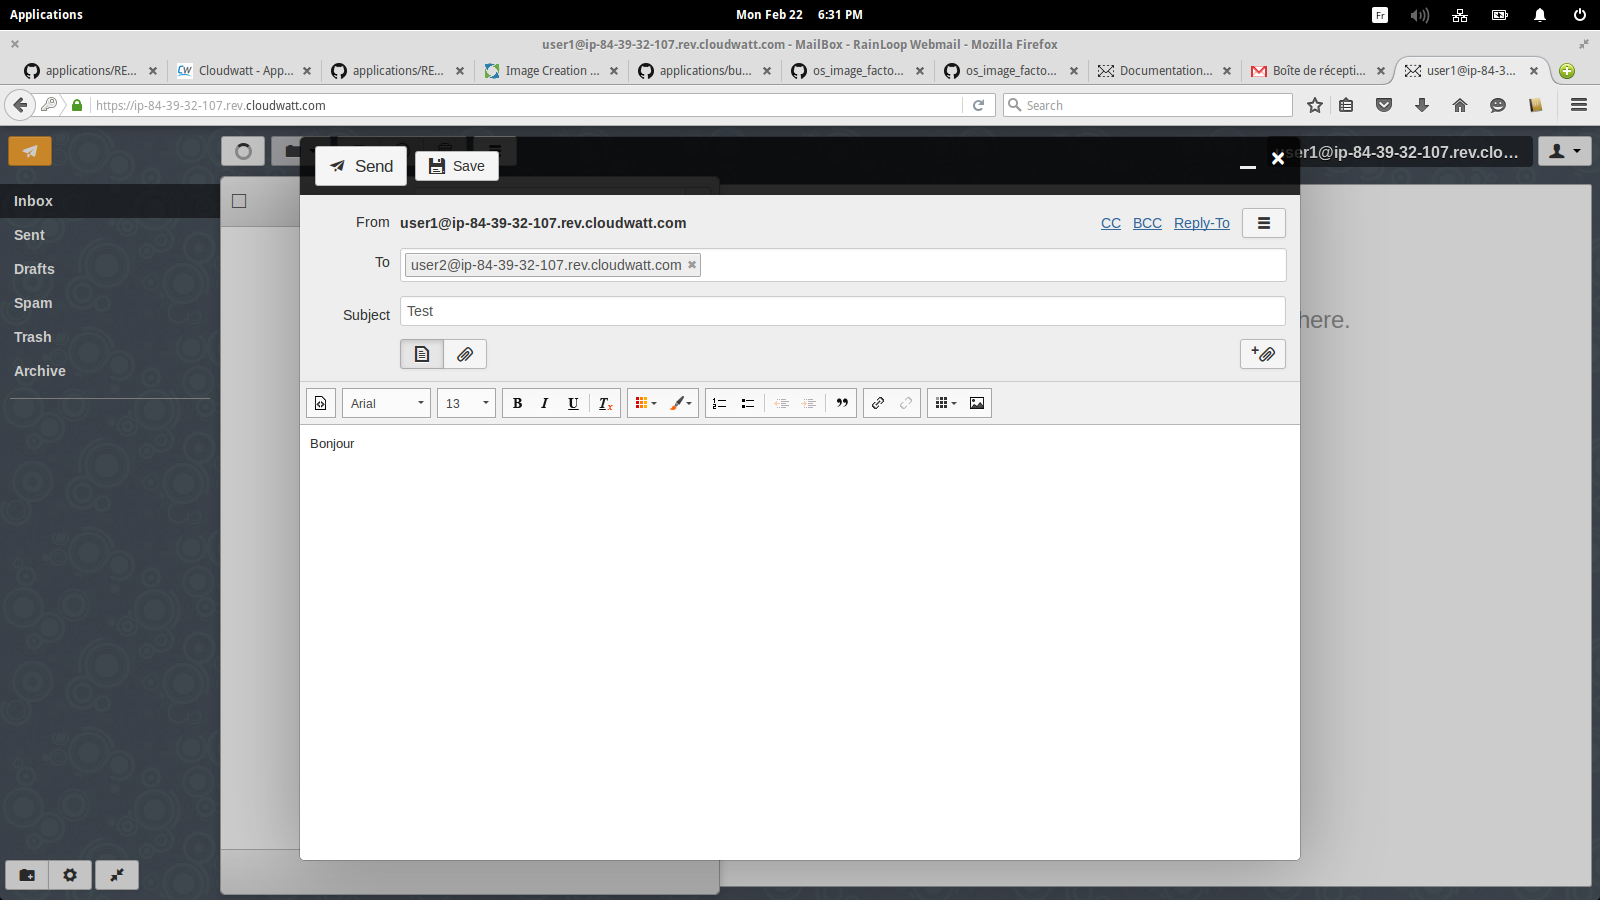 Applications
Mon Feb 22 6:31 PM
Fr
user1@ip-84-39-32-107.rev.cloudwatt.com - MailBox - RainLoop Webmail - Mozilla Firefox
applications/RE...
Cloudwatt - App...
applications/RE...
Image Creation ...
applications/bu...
os_image_facto...
os_image_facto...
Documentation...
Boîte de récepti...
user1@ip-84-3...
https://ip-84-39-32-107.rev.cloudwatt.com
Search
Send
Save
user1@ip-84-39-32-107.rev.clo...
Inbox
Sent
Drafts
Spam
Trash
Archive
From user1@ip-84-39-32-107.rev.cloudwatt.com
CC BCC Reply-To
To user2@ip-84-39-32-107.rev.cloudwatt.com
Subject Test
here.
Arial
13
B I U Tx
Bonjour